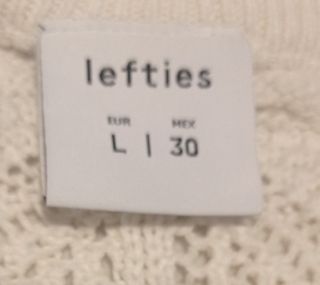 lefties
EUR MEX
L | 30